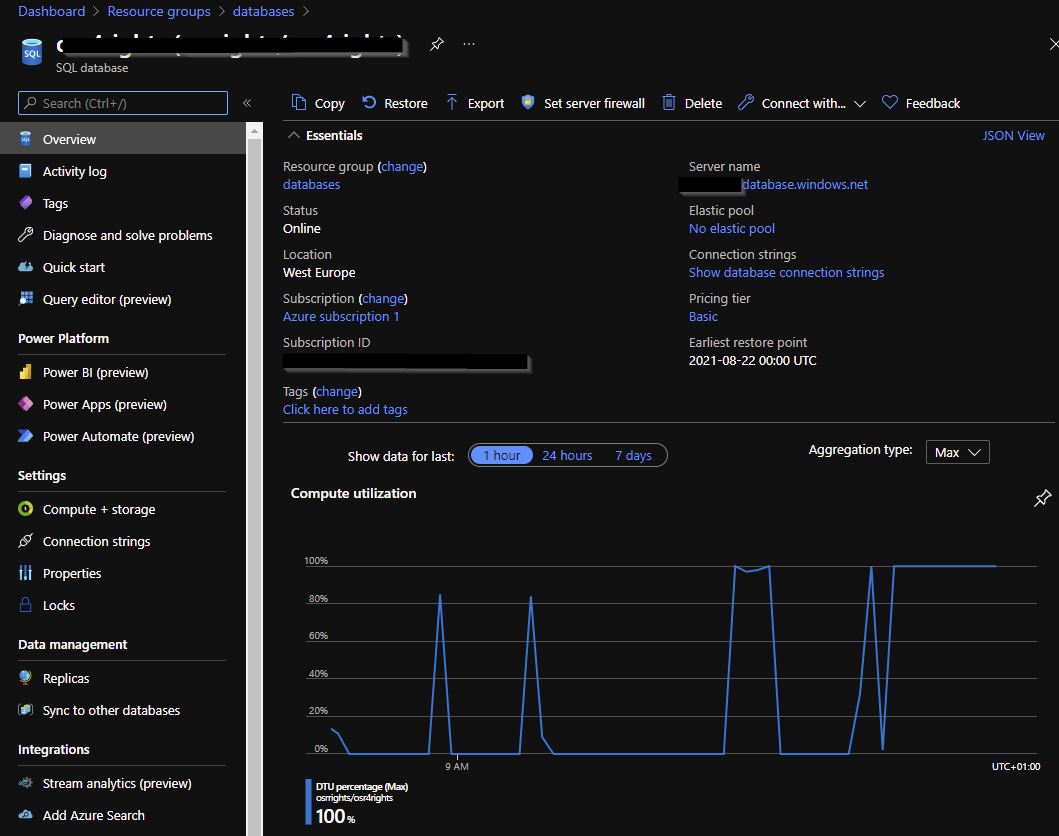 Dashboard > Resource groups > databases >
SQL database
Search (Ctrl+/)
«
Copy Restore Export Set server firewall Delete Connect with... Feedback
Overview
Activity log
Tags
Diagnose and solve problems
Quick start
Query editor (preview)
Power Platform
Power BI (preview)
Power Apps (preview)
Power Automate (preview)
Settings
Compute + storage
Connection strings
Properties
Locks
Data management
Replicas
Sync to other databases
Integrations
Stream analytics (preview)
Add Azure Search
Essentials
JSON View
Resource group (change)
databases
Status
Online
Location
West Europe
Subscription (change)
Azure subscription 1
Subscription ID
Tags (change)
Click here to add tags
Server name
database.windows.net
Elastic pool
No elastic pool
Connection strings
Show database connection strings
Pricing tier
Basic
Earliest restore point
2021-08-22 00:00 UTC
Show data for last: 1 hour 24 hours 7 days
Aggregation type: Max
Compute utilization
100%
80%
60%
40%
20%
0%
9 AM
UTC+01:00
DTU percentage (Max)
osrrights/osr4rights
100 %